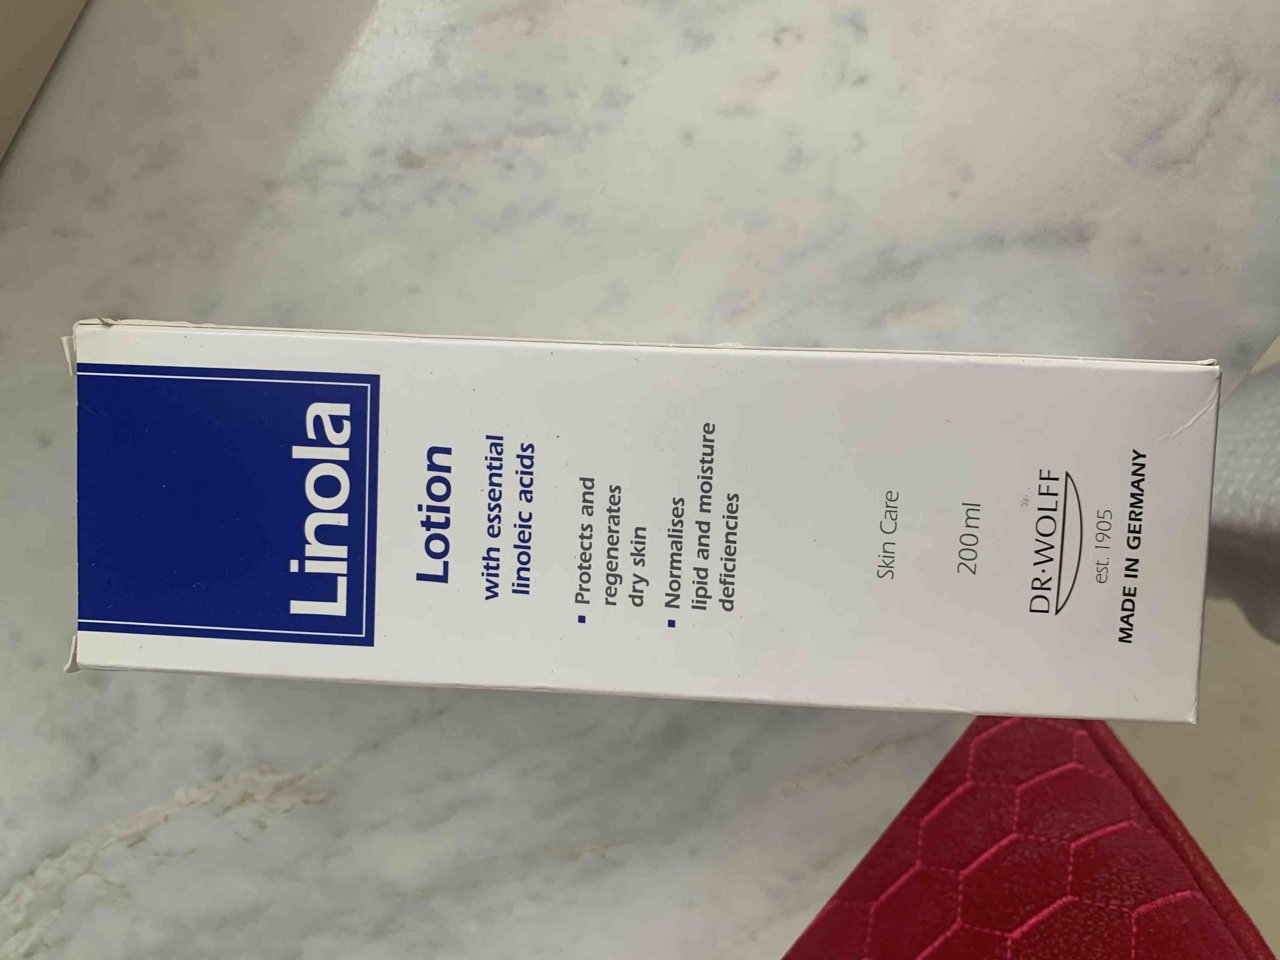 Linola
Lotion
with essential
linoleic acids
▪ Protects and
regenerates
dry skin
▪ Normalises
lipid and moisture
deficiencies
Skin Care
200 ml
DR·WOLFF
est. 1905
MADE IN GERMANY